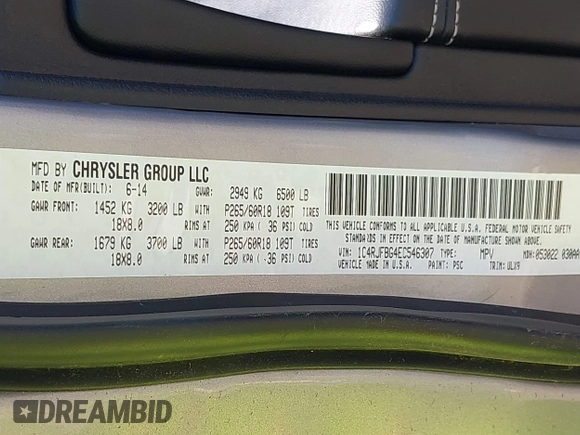 MFD BY CHRYSLER GROUP LLC
DATE OF MFR(BUILT): 6-14 GVWR: 2949 KG 6500 LB
GAWR FRONT: 1452 KG 3200 LB WITH P265/60R18 109T TIRES
18X8.0 RIMS AT 250 KPA ( 36 PSI) COLD
GAWR REAR: 1679 KG 3700 LB WITH P265/60R18 109T TIRES
18X8.0 RIMS AT 250 KPA ( 36 PSI) COLD
THIS VEHICLE CONFORMS TO ALL APPLICABLE U.S.A. FEDERAL MOTOR VEHICLE SAFETY
STANDARDS IN EFFECT ON THE DATE OF MANUFACTURE SHOWN ABOVE.
VIN: 1C4RJFBG4EC546307 TYPE: MPV MDH: 053022 030AA
VEHICLE MADE IN U.S.A. PAINT: PSC TRIM: ULX9
DREAMBID